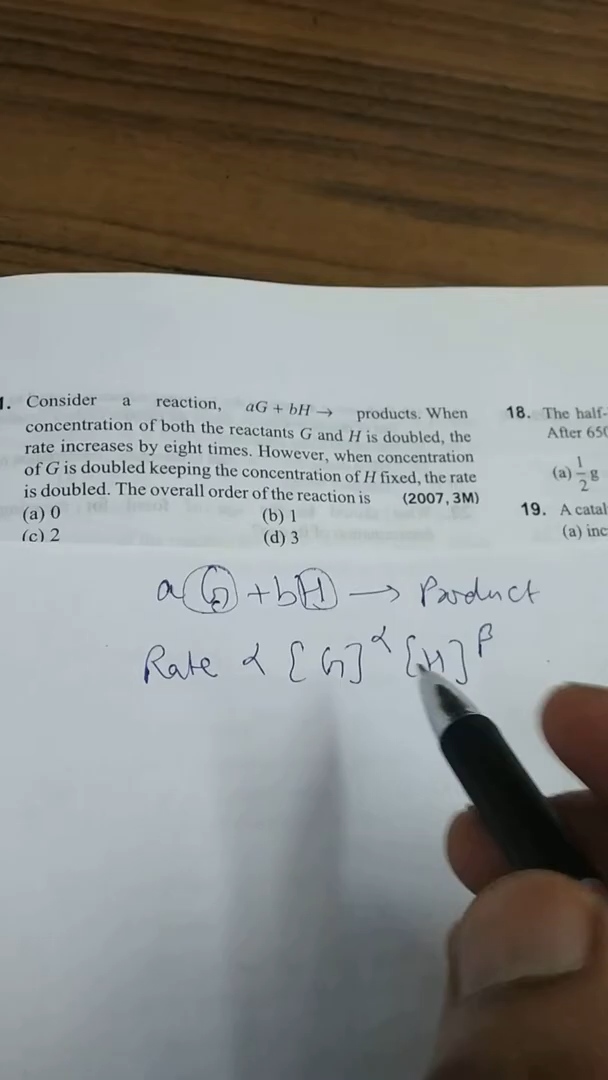 1. Consider a reaction, aG + bH → products. When
concentration of both the reactants G and H is doubled, the
rate increases by eight times. However, when concentration
of G is doubled keeping the concentration of H fixed, the rate
is doubled. The overall order of the reaction is (2007, 3M)
(a) 0 (b) 1
(c) 2 (d) 3
18. The half-
After 650
(a) 1/2 g
19. A catal
(a) inc
aG + bH → Product
Rate α [G]^α [H]^β